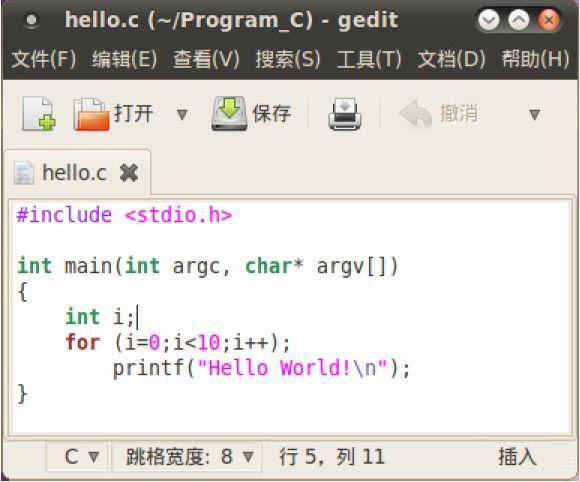 hello.c (~/Program_C) - gedit
文件(F) 编辑(E) 查看(V) 搜索(S) 工具(T) 文档(D) 帮助(H)
打开 保存 撤消
hello.c
#include <stdio.h>
int main(int argc, char* argv[])
{
    int i;
    for (i=0;i<10;i++);
        printf("Hello World!\n");
}
C 跳格宽度: 8 行 5, 列 11 插入